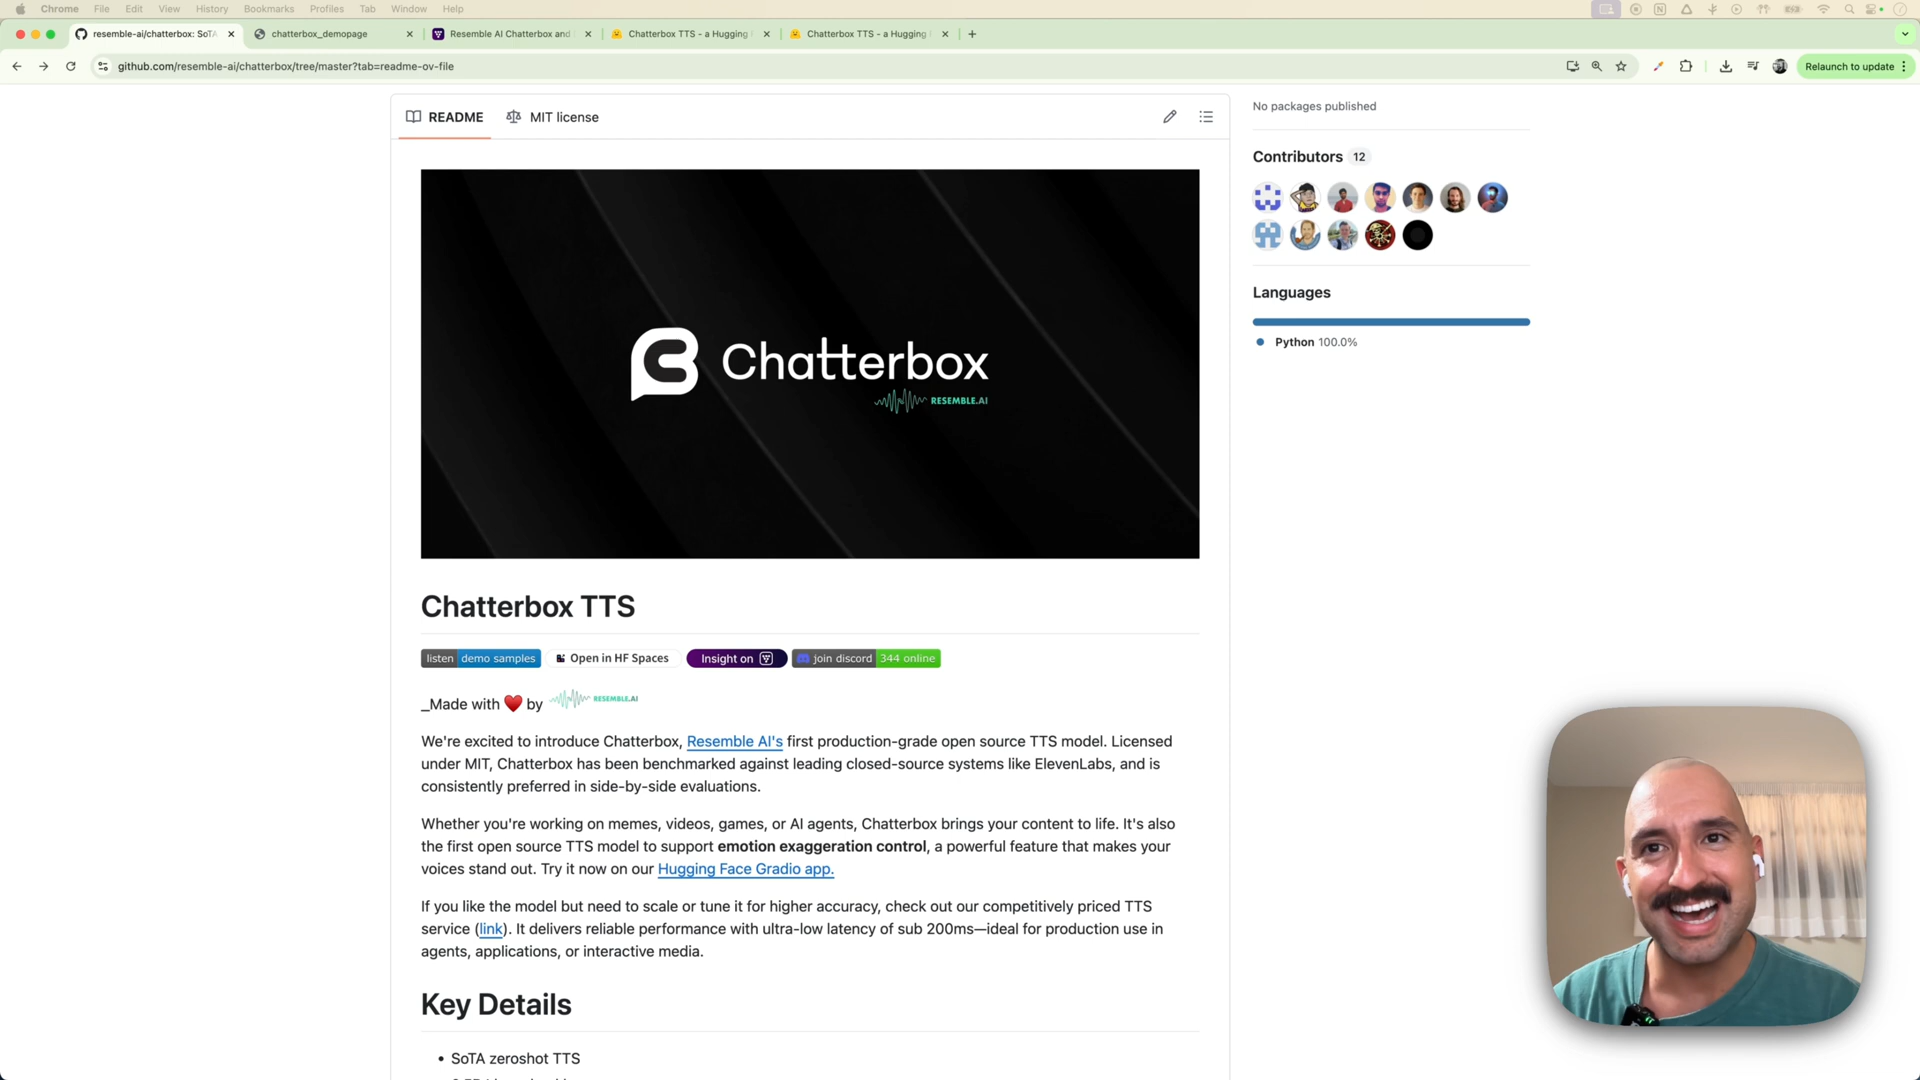 Chrome File Edit View History Bookmarks Profiles Tab Window Help
resemble-ai/chatterbox: SoTA
chatterbox_demopage
Resemble AI Chatterbox and
Chatterbox TTS - a Hugging
Chatterbox TTS - a Hugging
github.com/resemble-ai/chatterbox/tree/master?tab=readme-ov-file
Relaunch to update
README
MIT license
Chatterbox
RESEMBLE.AI
Chatterbox TTS
listen demo samples
Open in HF Spaces
Insight on
join discord 344 online
_Made with ❤️ by RESEMBLE.AI
We're excited to introduce Chatterbox, Resemble AI's first production-grade open source TTS model. Licensed
under MIT, Chatterbox has been benchmarked against leading closed-source systems like ElevenLabs, and is
consistently preferred in side-by-side evaluations.
Whether you're working on memes, videos, games, or AI agents, Chatterbox brings your content to life. It's also
the first open source TTS model to support emotion exaggeration control, a powerful feature that makes your
voices stand out. Try it now on our Hugging Face Gradio app.
If you like the model but need to scale or tune it for higher accuracy, check out our competitively priced TTS
service (link). It delivers reliable performance with ultra-low latency of sub 200ms—ideal for production use in
agents, applications, or interactive media.
Key Details
• SoTA zeroshot TTS
No packages published
Contributors 12
Languages
Python 100.0%